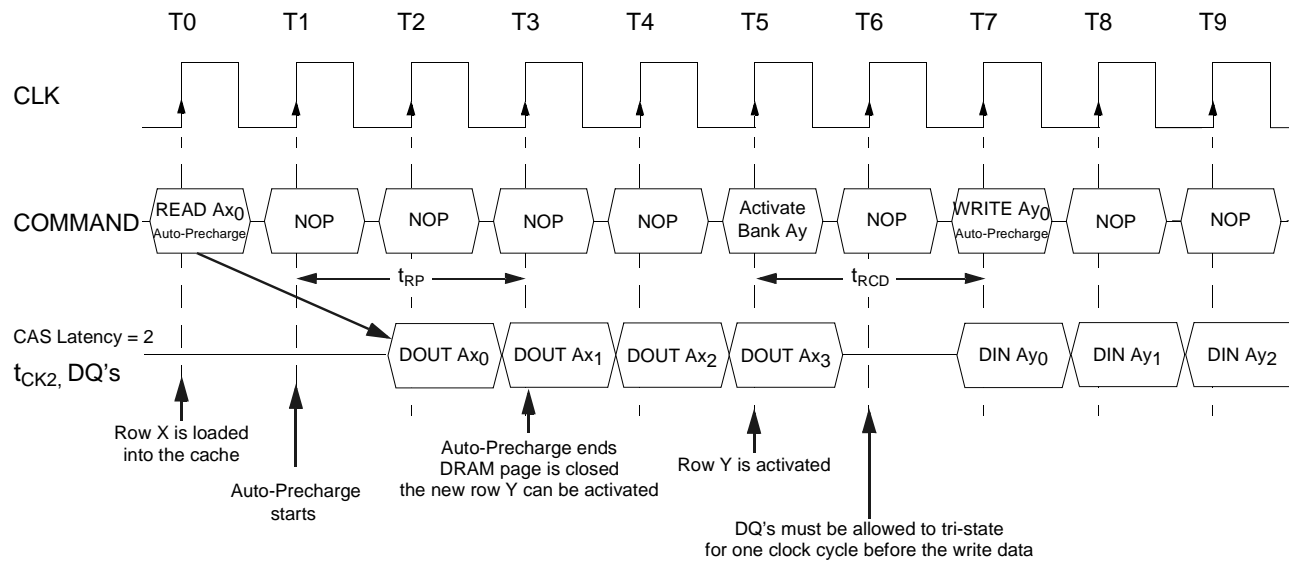 T0 T1 T2 T3 T4 T5 T6 T7 T8 T9
CLK
COMMAND
READ Ax0
Auto-Precharge
NOP
NOP
NOP
NOP
Activate
Bank Ay
NOP
WRITE Ay0
Auto-Precharge
NOP
NOP
tRP
tRCD
CAS Latency = 2
tCK2, DQ's
DOUT Ax0
DOUT Ax1
DOUT Ax2
DOUT Ax3
DIN Ay0
DIN Ay1
DIN Ay2
Row X is loaded
into the cache
Auto-Precharge
starts
Auto-Precharge ends
DRAM page is closed
the new row Y can be activated
Row Y is activated
DQ's must be allowed to tri-state
for one clock cycle before the write data